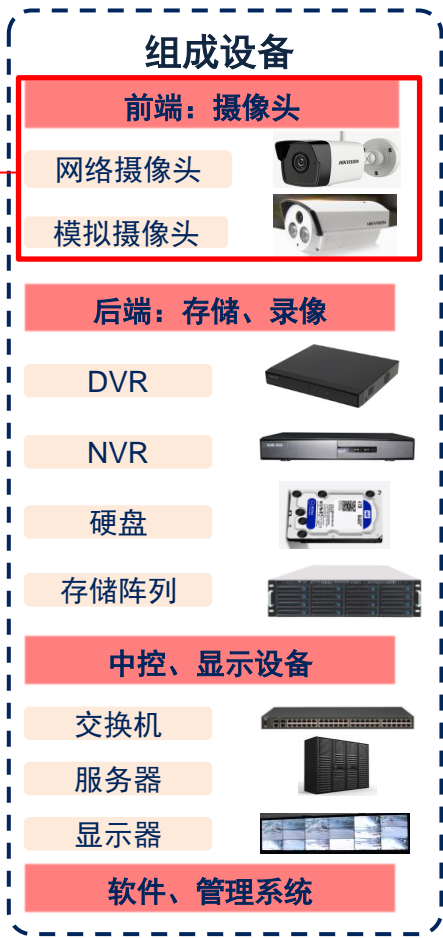 组成设备
前端：摄像头
网络摄像头
HIKVISION
模拟摄像头
HIKVISION
后端：存储、录像
DVR
NVR
硬盘
存储阵列
中控、显示设备
交换机
服务器
显示器
软件、管理系统